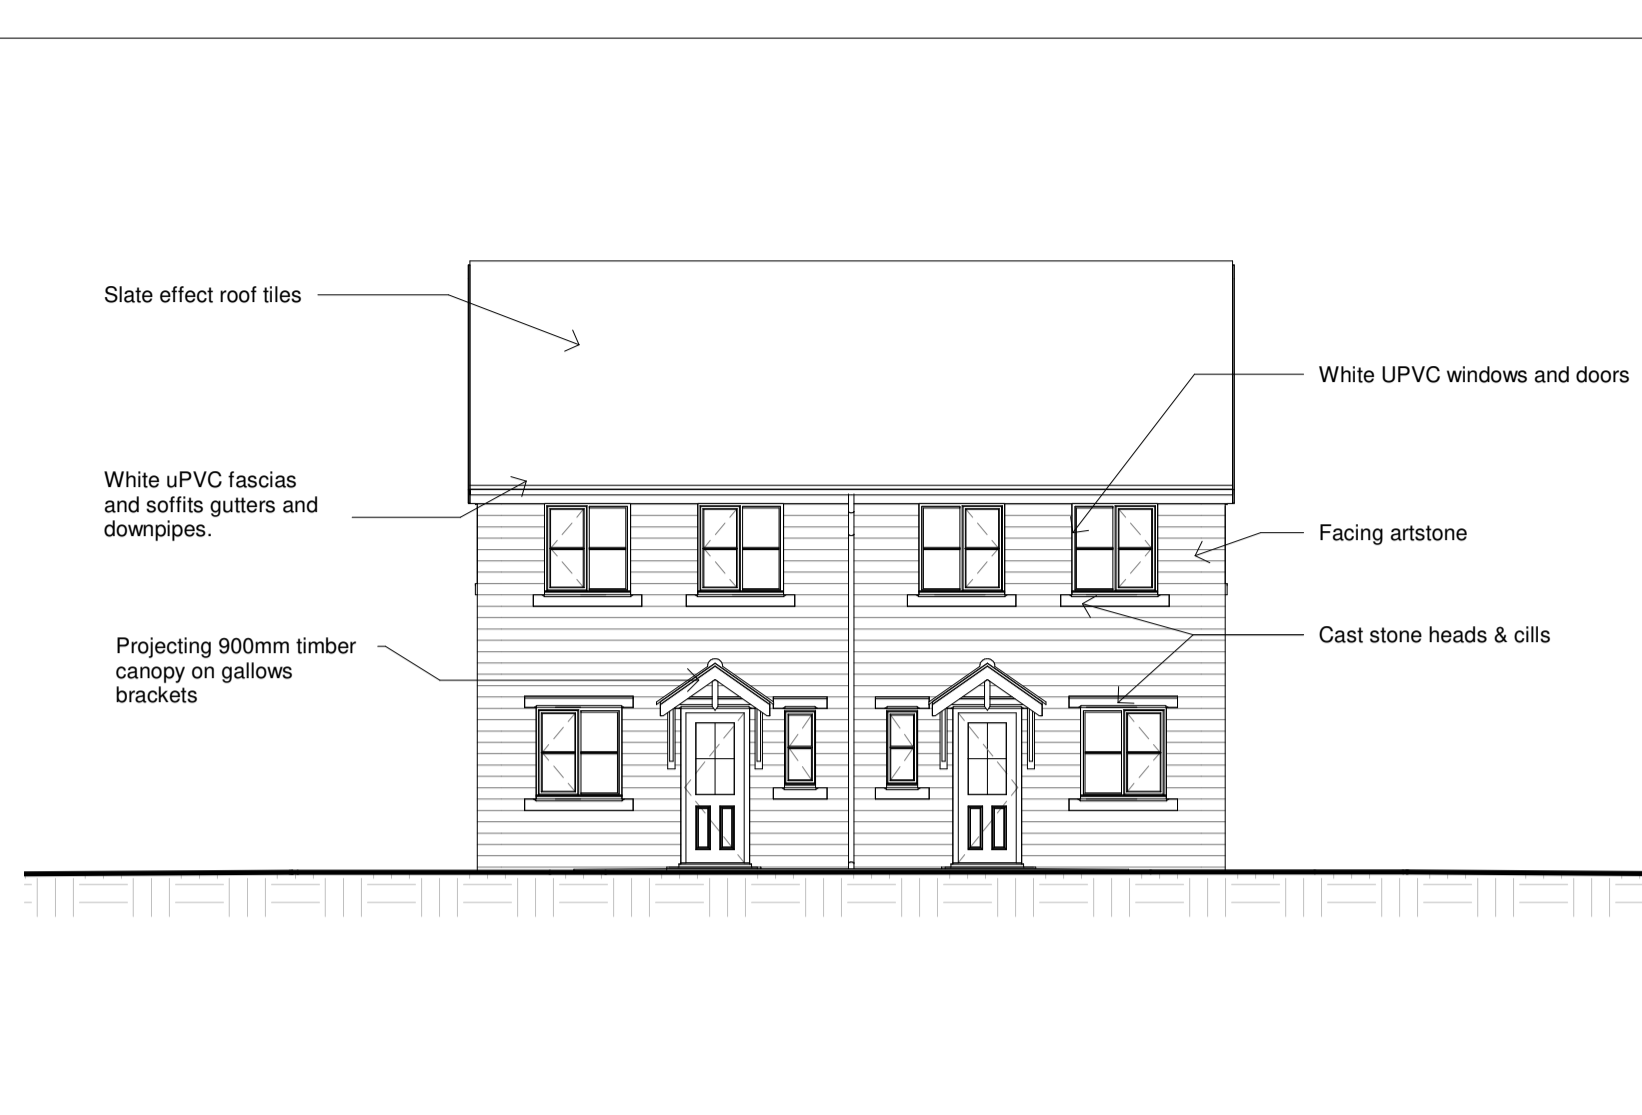 Slate effect roof tiles
White UPVC windows and doors
White uPVC fascias
and soffits gutters and
downpipes.
Facing artstone
Cast stone heads & cills
Projecting 900mm timber
canopy on gallows
brackets